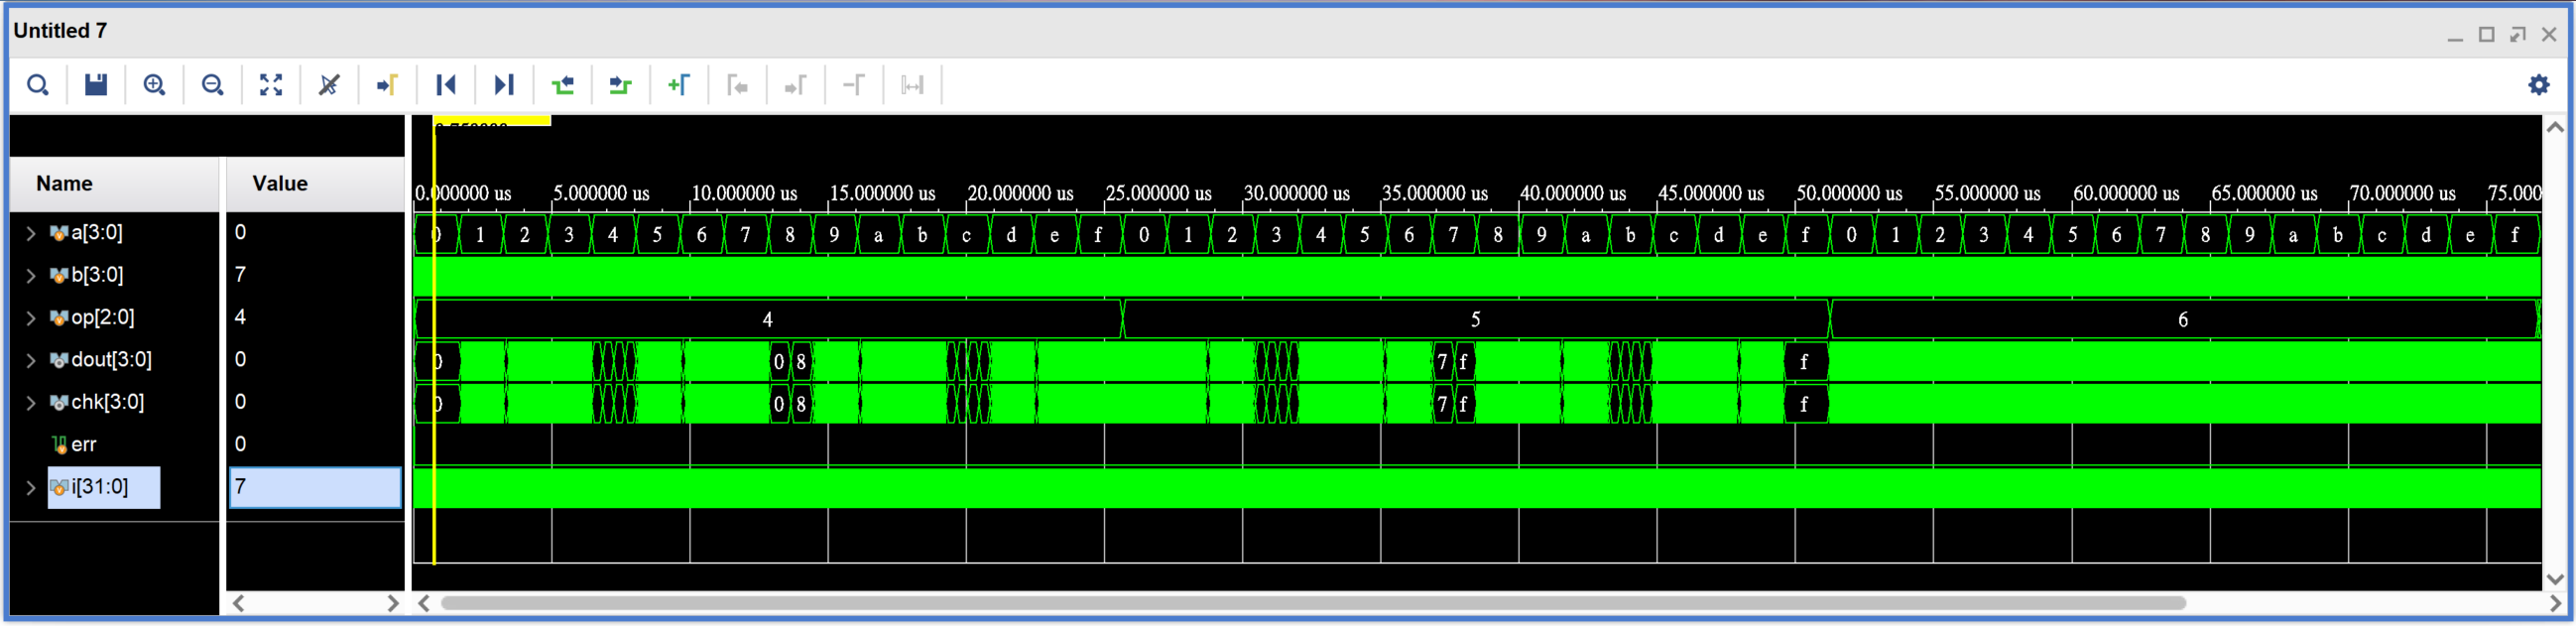 Untitled 7
Name Value
0.000000 us 5.000000 us 10.000000 us 15.000000 us 20.000000 us 25.000000 us 30.000000 us 35.000000 us 40.000000 us 45.000000 us 50.000000 us 55.000000 us 60.000000 us 65.000000 us 70.000000 us 75.000
a[3:0] 0 0 1 2 3 4 5 6 7 8 9 a b c d e f 0 1 2 3 4 5 6 7 8 9 a b c d e f 0 1 2 3 4 5 6 7 8 9 a b c d e f
b[3:0] 7
op[2:0] 4 4 5 6
dout[3:0] 0 0 0 8 7 f f
chk[3:0] 0 0 0 8 7 f f
err 0
i[31:0] 7